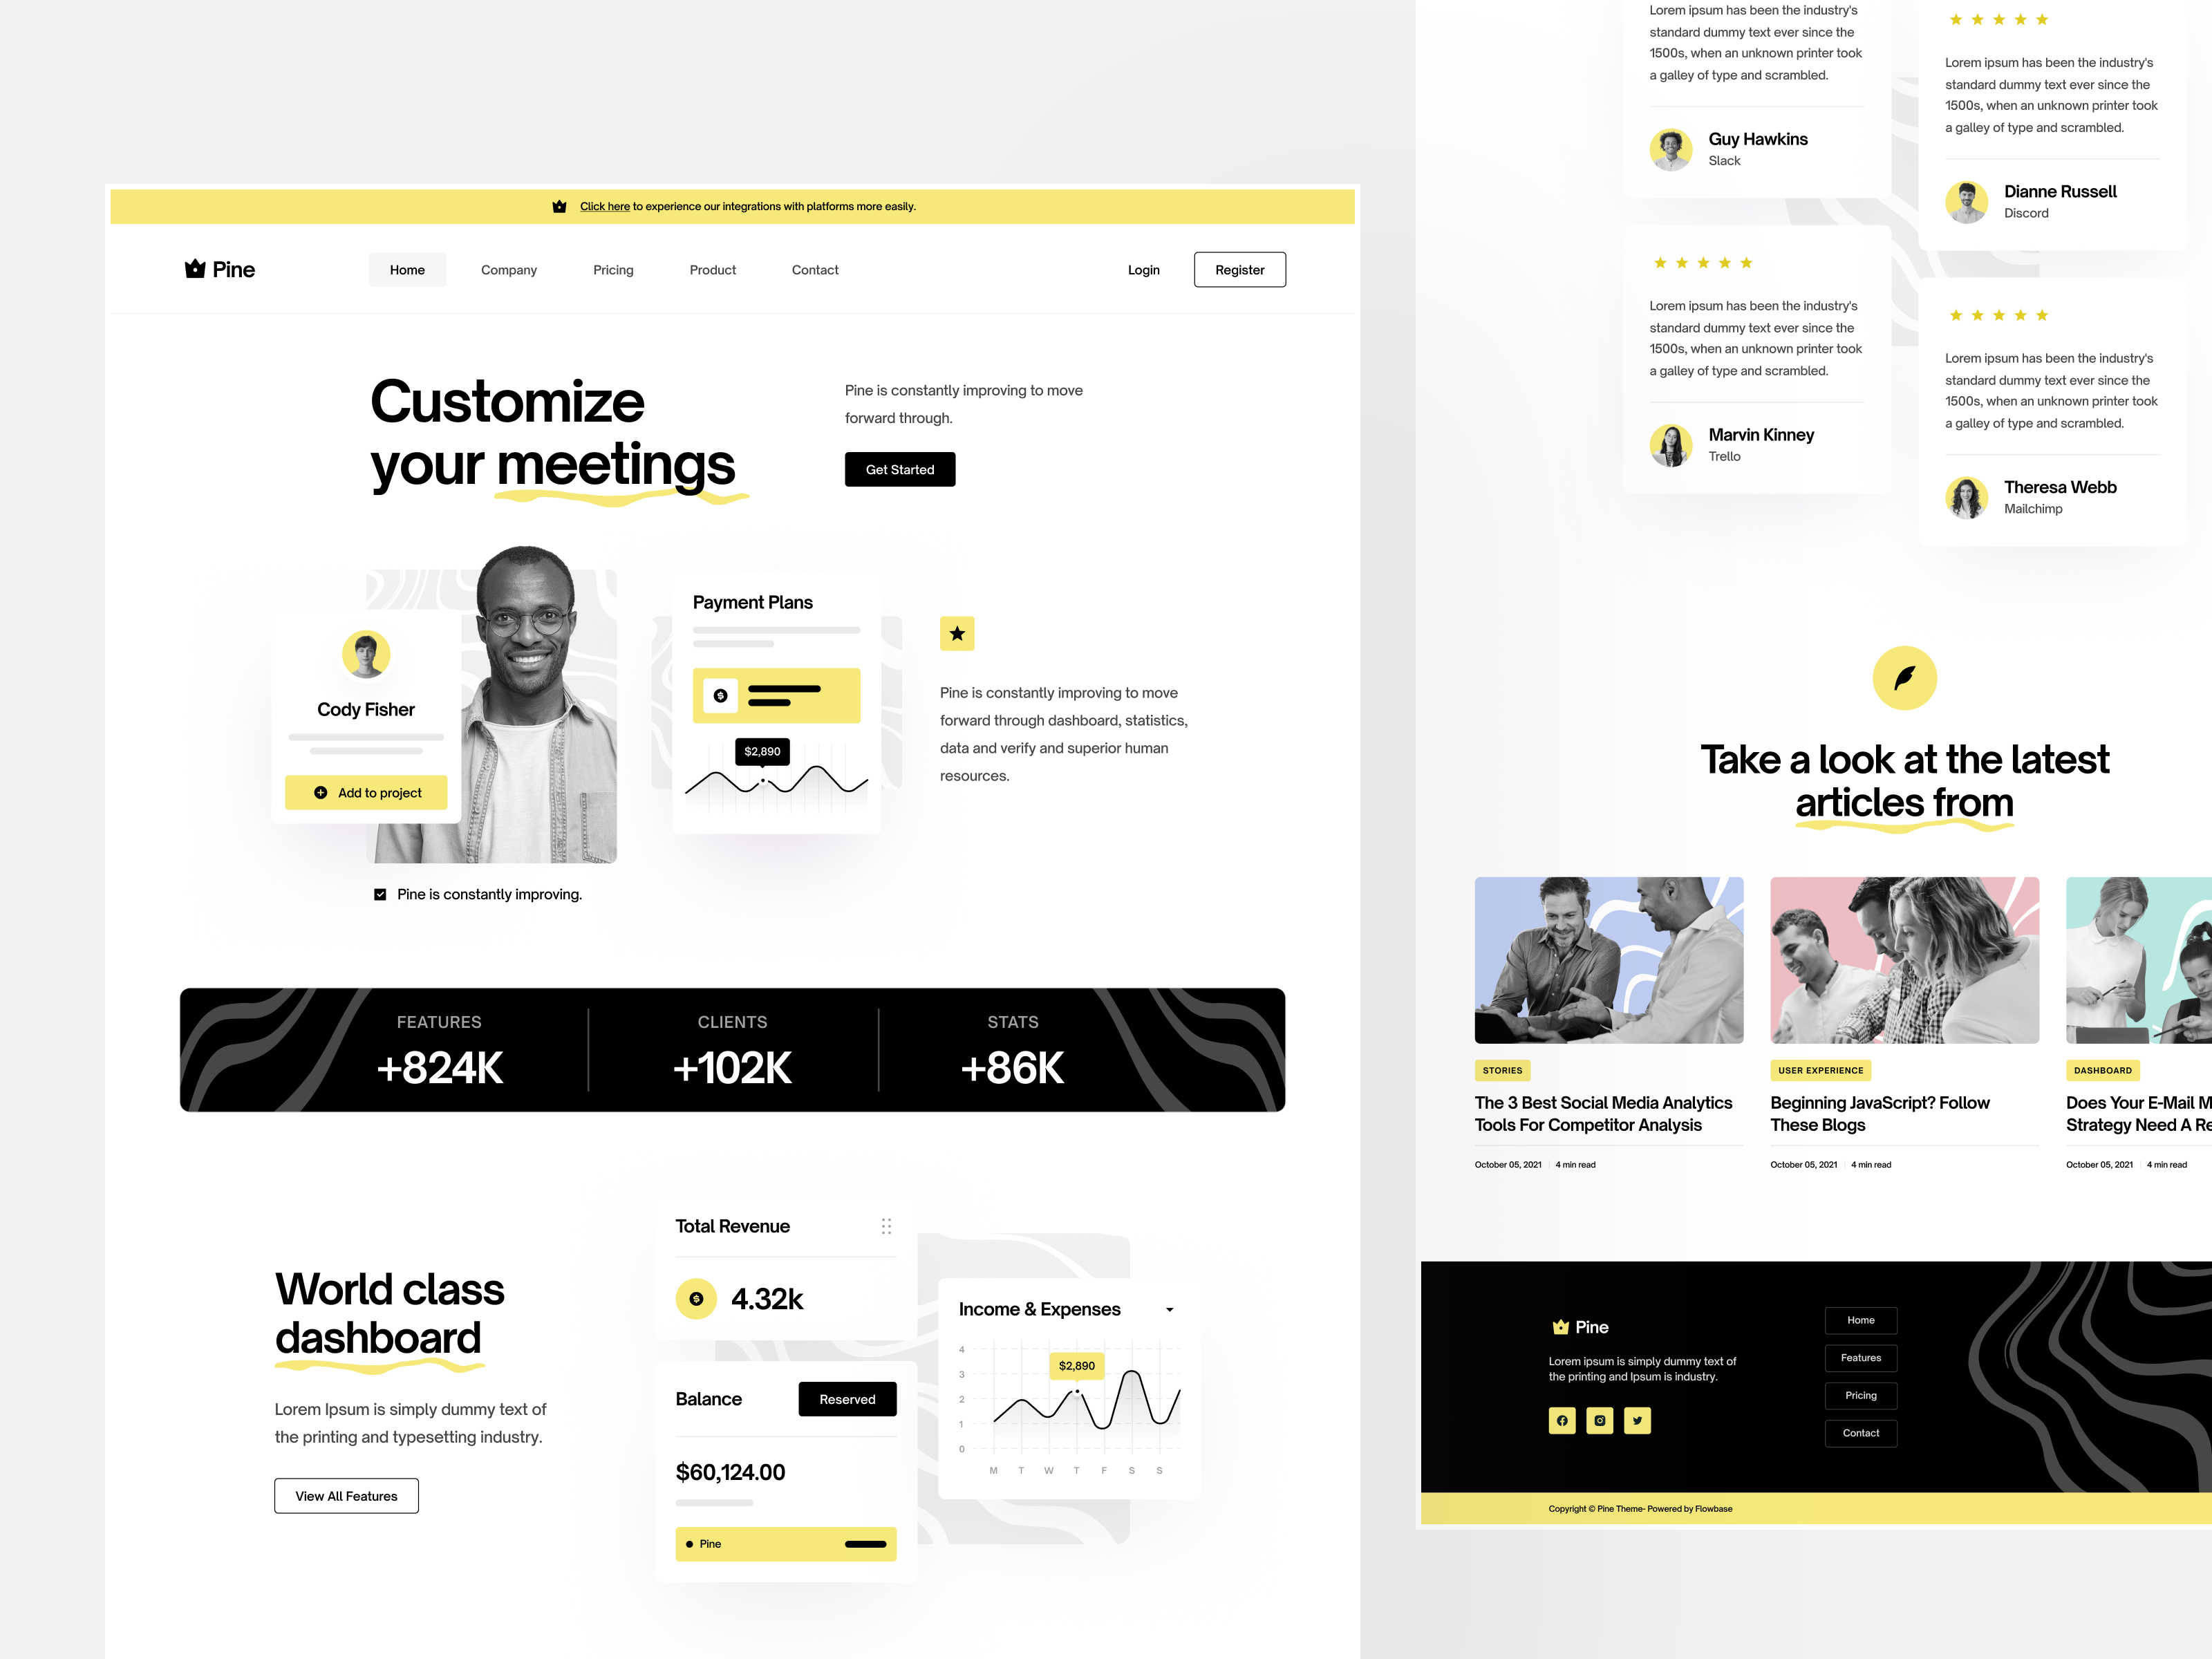 Click here to experience our integrations with platforms more easily.
Pine
Home
Company
Pricing
Product
Contact
Login
Register
Customize
your meetings
Pine is constantly improving to move
forward through.
Get Started
Cody Fisher
Add to project
Pine is constantly improving.
Payment Plans
$2,890
Pine is constantly improving to move
forward through dashboard, statistics,
data and verify and superior human
resources.
FEATURES
+824K
CLIENTS
+102K
STATS
+86K
World class
dashboard
Lorem Ipsum is simply dummy text of
the printing and typesetting industry.
View All Features
Total Revenue
4.32k
Balance
Reserved
$60,124.00
Pine
Income & Expenses
4
3
2
1
0
$2,890
M T W T F S S
Lorem ipsum has been the industry's
standard dummy text ever since the
1500s, when an unknown printer took
a galley of type and scrambled.
Guy Hawkins
Slack
Lorem ipsum has been the industry's
standard dummy text ever since the
1500s, when an unknown printer took
a galley of type and scrambled.
Dianne Russell
Discord
Lorem ipsum has been the industry's
standard dummy text ever since the
1500s, when an unknown printer took
a galley of type and scrambled.
Marvin Kinney
Trello
Lorem ipsum has been the industry's
standard dummy text ever since the
1500s, when an unknown printer took
a galley of type and scrambled.
Theresa Webb
Mailchimp
Take a look at the latest
articles from
STORIES
The 3 Best Social Media Analytics
Tools For Competitor Analysis
October 05, 2021
4 min read
USER EXPERIENCE
Beginning JavaScript? Follow
These Blogs
October 05, 2021
4 min read
DASHBOARD
Does Your E-Mail M
Strategy Need A Re
October 05, 2021
4 min read
Pine
Lorem ipsum is simply dummy text of
the printing and Ipsum is industry.
Home
Features
Pricing
Contact
Copyright © Pine Theme- Powered by Flowbase